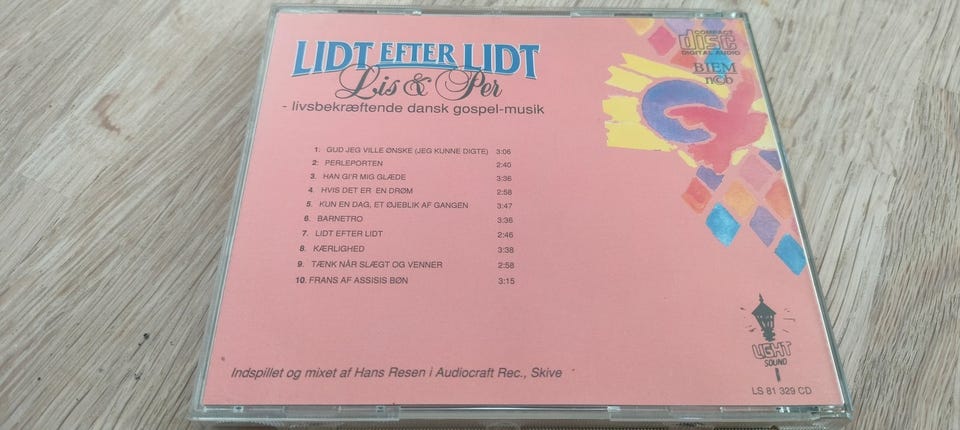 LIDT EFTER LIDT
Lis & Per
- livsbekræftende dansk gospel-musik
1: GUD JEG VILLE ØNSKE (JEG KUNNE DIGTE) 3:06
2: PERLEPORTEN 2:40
3. HAN GI'R MIG GLÆDE 3:36
4. HVIS DET ER EN DRØM 2:58
5. KUN EN DAG, ET ØJEBLIK AF GANGEN 3:47
6. BARNETRO 3:36
7. LIDT EFTER LIDT 2:46
8. KÆRLIGHED 3:38
9. TÆNK NÅR SLÆGT OG VENNER 2:58
10. FRANS AF ASSISIS BØN 3:15
Indspillet og mixet af Hans Resen i Audiocraft Rec., Skive
COMPACT
disc
DIGITAL AUDIO
BIEM
ncb
LIGHT
SOUND
LS 81 329 CD